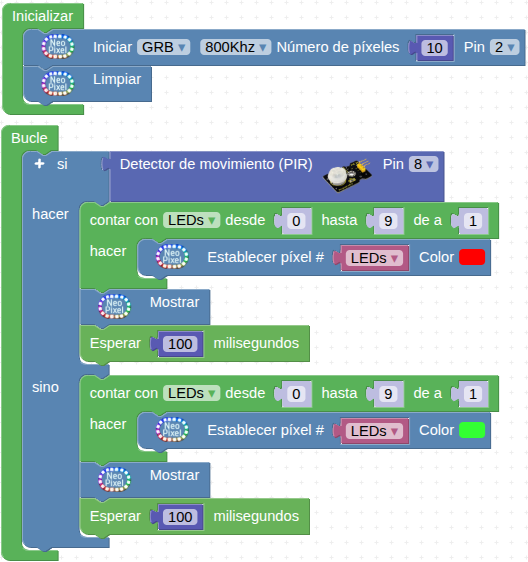 Inicializar
Neo Pixel Iniciar GRB ▾ 800Khz ▾ Número de píxeles 10 Pin 2 ▾
Neo Pixel Limpiar
Bucle
+ si Detector de movimiento (PIR) Pin 8 ▾
hacer contar con LEDs ▾ desde 0 hasta 9 de a 1
hacer Neo Pixel Establecer píxel # LEDs ▾ Color
Neo Pixel Mostrar
Esperar 100 milisegundos
sino contar con LEDs ▾ desde 0 hasta 9 de a 1
hacer Neo Pixel Establecer píxel # LEDs ▾ Color
Neo Pixel Mostrar
Esperar 100 milisegundos